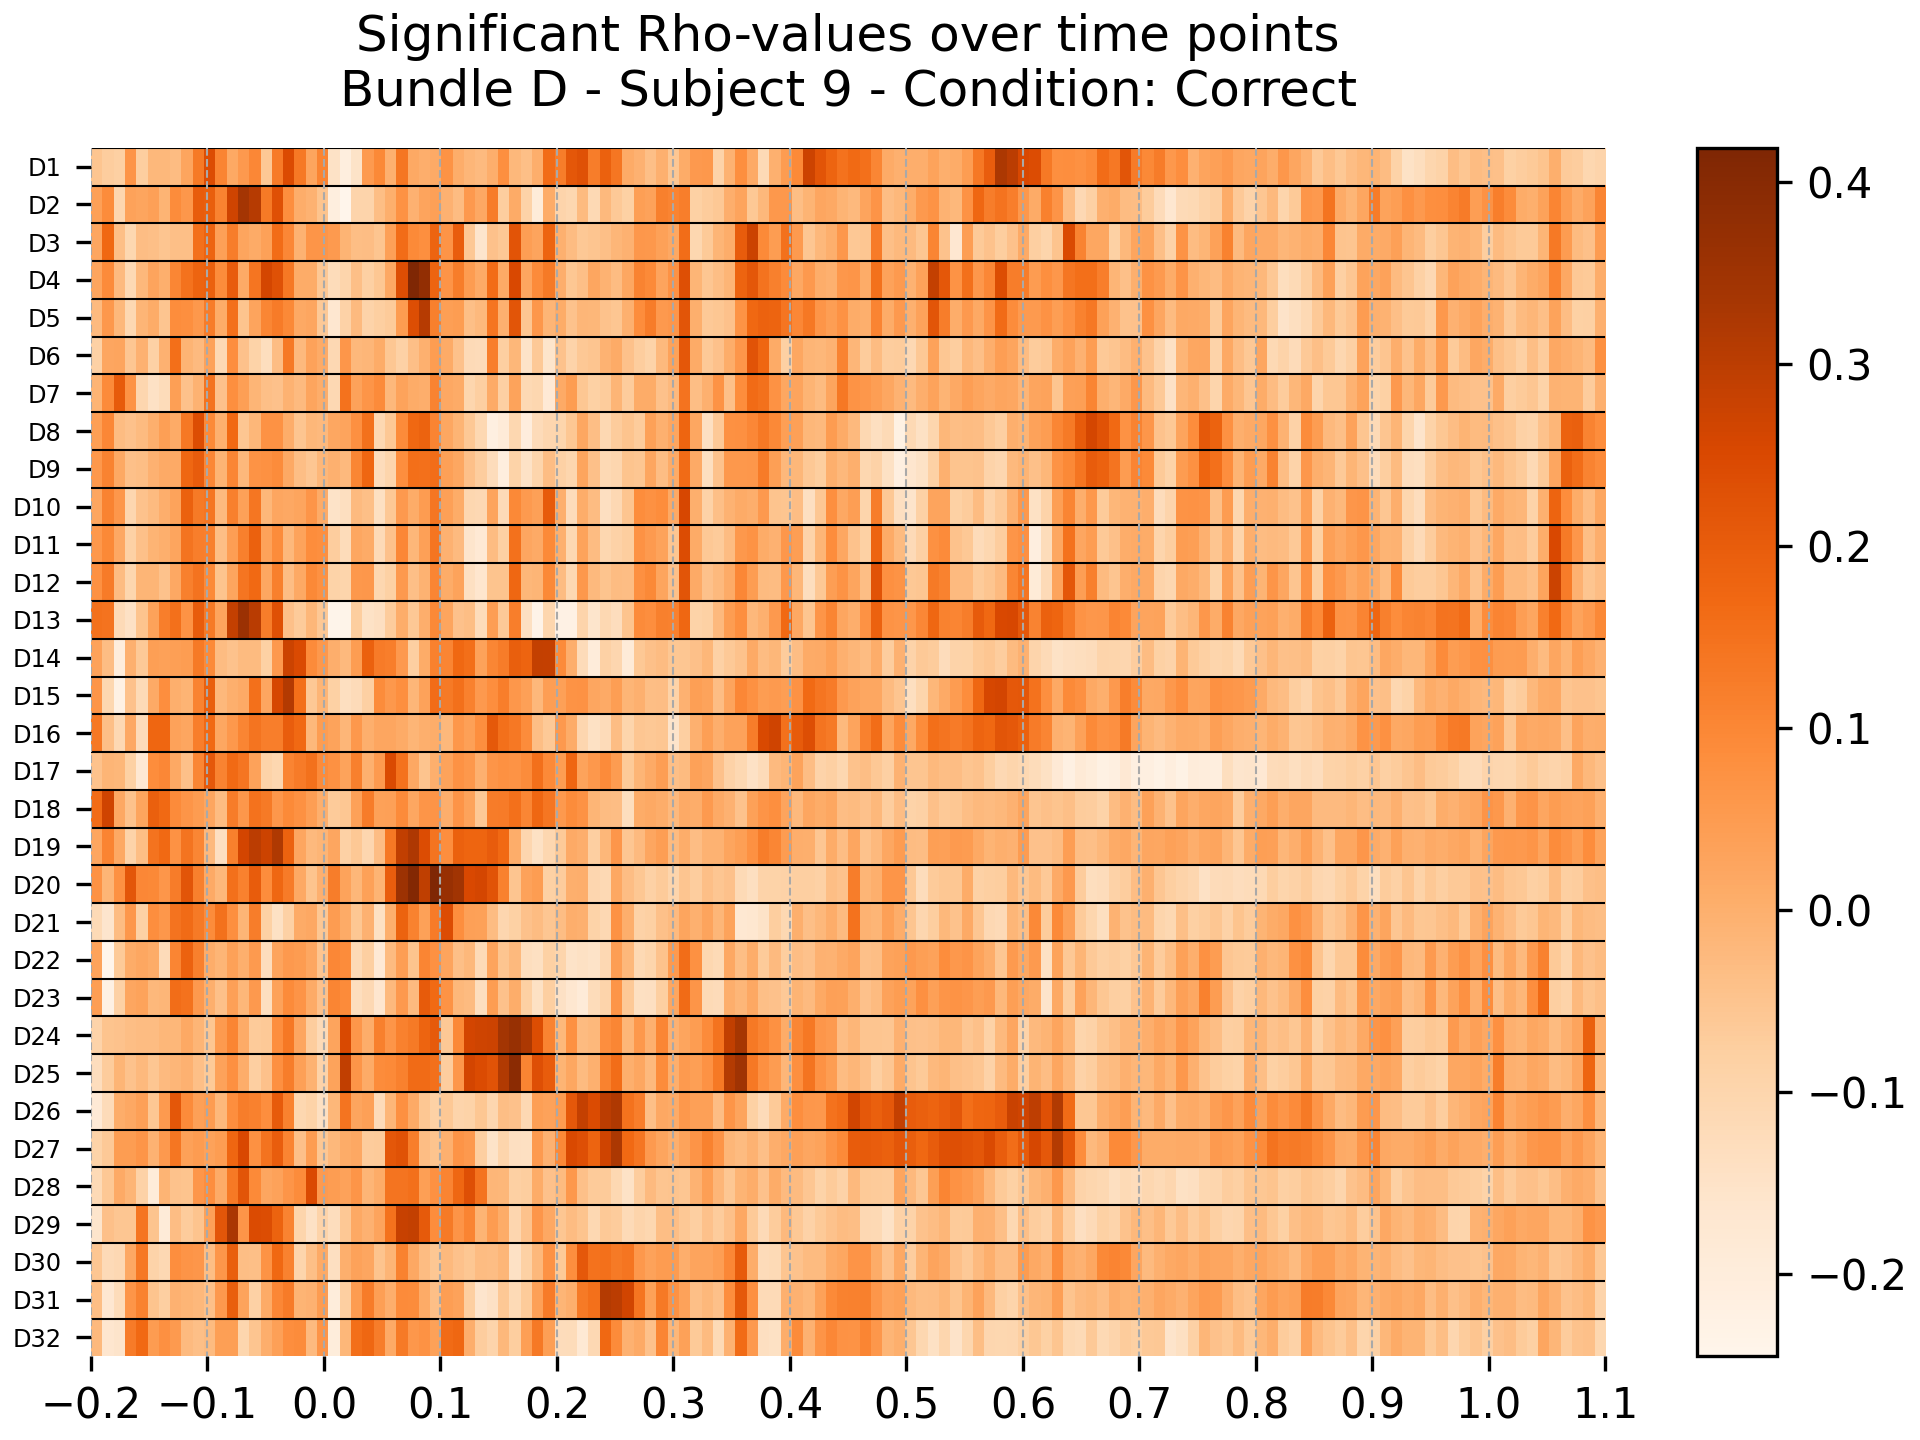 Significant Rho-values over time points
Bundle D - Subject 9 - Condition: Correct
D1
D2
D3
D4
D5
D6
D7
D8
D9
D10
D11
D12
D13
D14
D15
D16
D17
D18
D19
D20
D21
D22
D23
D24
D25
D26
D27
D28
D29
D30
D31
D32
−0.2 −0.1 0.0 0.1 0.2 0.3 0.4 0.5 0.6 0.7 0.8 0.9 1.0 1.1
0.4
0.3
0.2
0.1
0.0
−0.1
−0.2